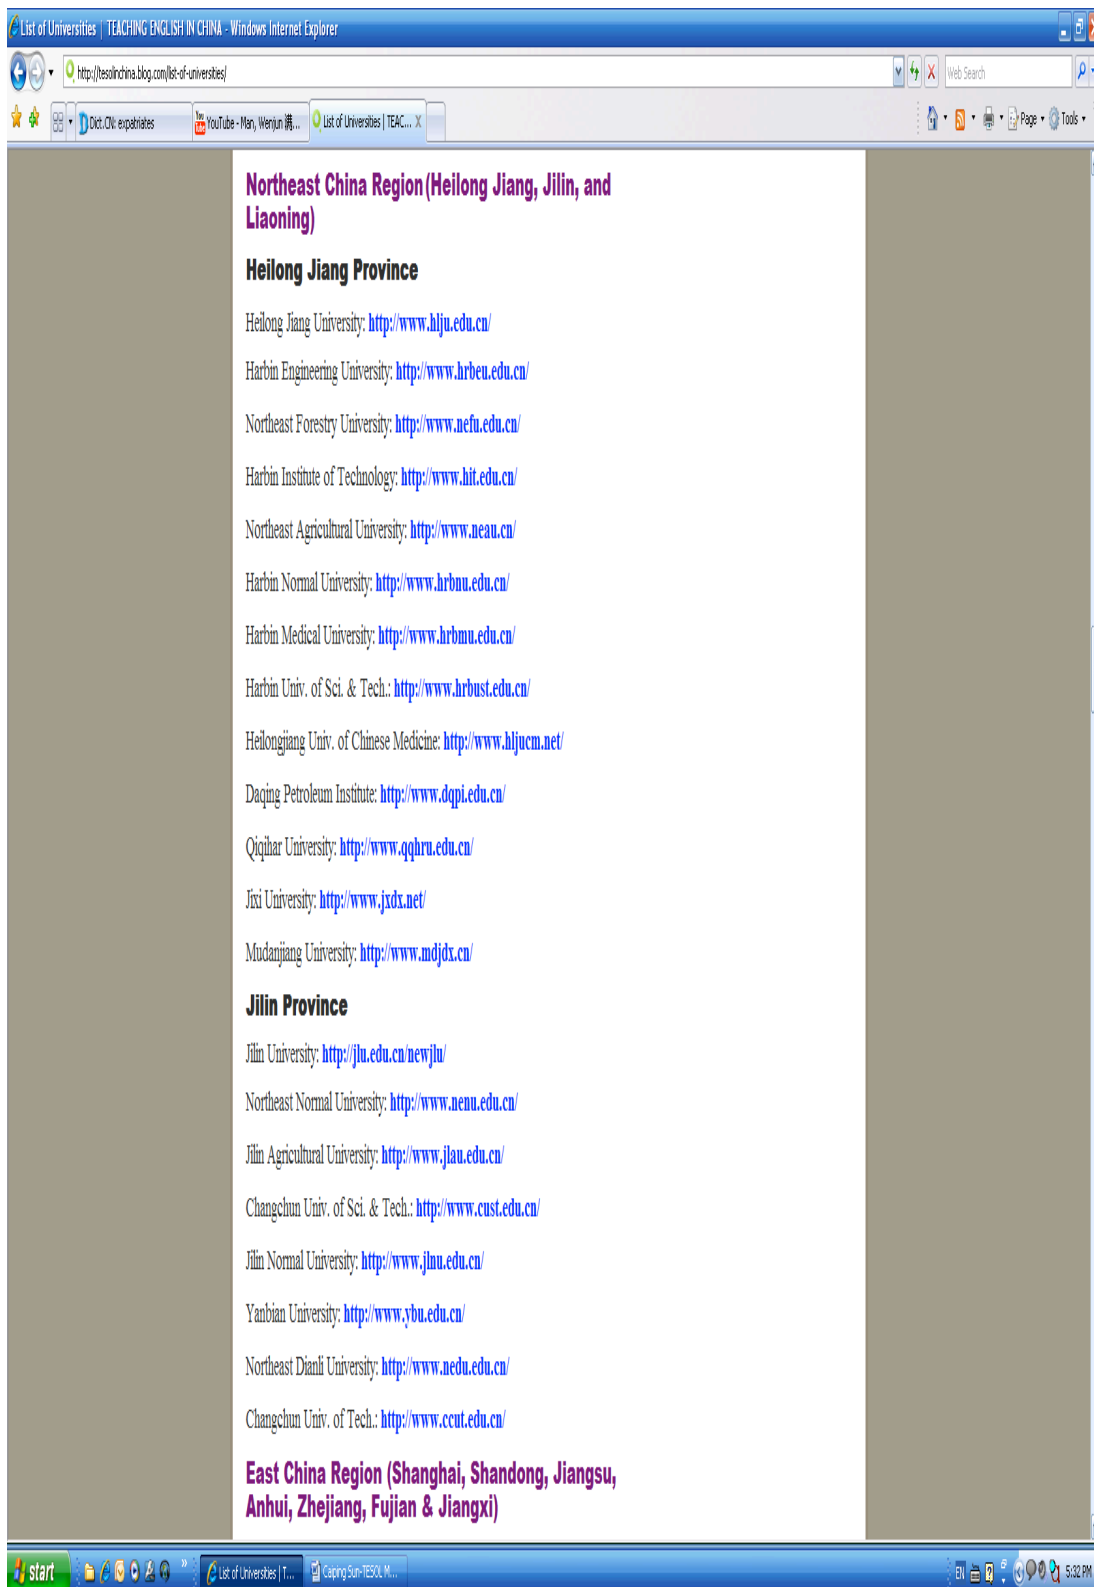 List of Universities | TEACHING ENGLISH IN CHINA - Windows Internet Explorer
http://tesolinchina.blog.com/list-of-universities/
Web Search
Dict.CN: expatriates
YouTube - Man, Wenjun 满...
List of Universities | TEAC... X
Page
Tools
Northeast China Region (Heilong Jiang, Jilin, and
Liaoning)
Heilong Jiang Province
Heilong Jiang University: http://www.hlju.edu.cn/
Harbin Engineering University: http://www.hrbeu.edu.cn/
Northeast Forestry University: http://www.nefu.edu.cn/
Harbin Institute of Technology: http://www.hit.edu.cn/
Northeast Agricultural University: http://www.neau.cn/
Harbin Normal University: http://www.hrbnu.edu.cn/
Harbin Medical University: http://www.hrbmu.edu.cn/
Harbin Univ. of Sci. & Tech.: http://www.hrbust.edu.cn/
Heilongjiang Univ. of Chinese Medicine: http://www.hljucm.net/
Daqing Petroleum Institute: http://www.dqpi.edu.cn/
Qiqihar University: http://www.qqhru.edu.cn/
Jixi University: http://www.jxdx.net/
Mudanjiang University: http://www.mdjdx.cn/
Jilin Province
Jilin University: http://jlu.edu.cn/newjlu/
Northeast Normal University: http://www.nenu.edu.cn/
Jilin Agricultural University: http://www.jlau.edu.cn/
Changchun Univ. of Sci. & Tech.: http://www.cust.edu.cn/
Jilin Normal University: http://www.jlnu.edu.cn/
Yanbian University: http://www.ybu.edu.cn/
Northeast Dianli University: http://www.nedu.edu.cn/
Changchun Univ. of Tech.: http://www.ccut.edu.cn/
East China Region (Shanghai, Shandong, Jiangsu,
Anhui, Zhejiang, Fujian & Jiangxi)
start
List of Universities | T...
Caiping Sun-TESOL M...
EN
5:32 PM